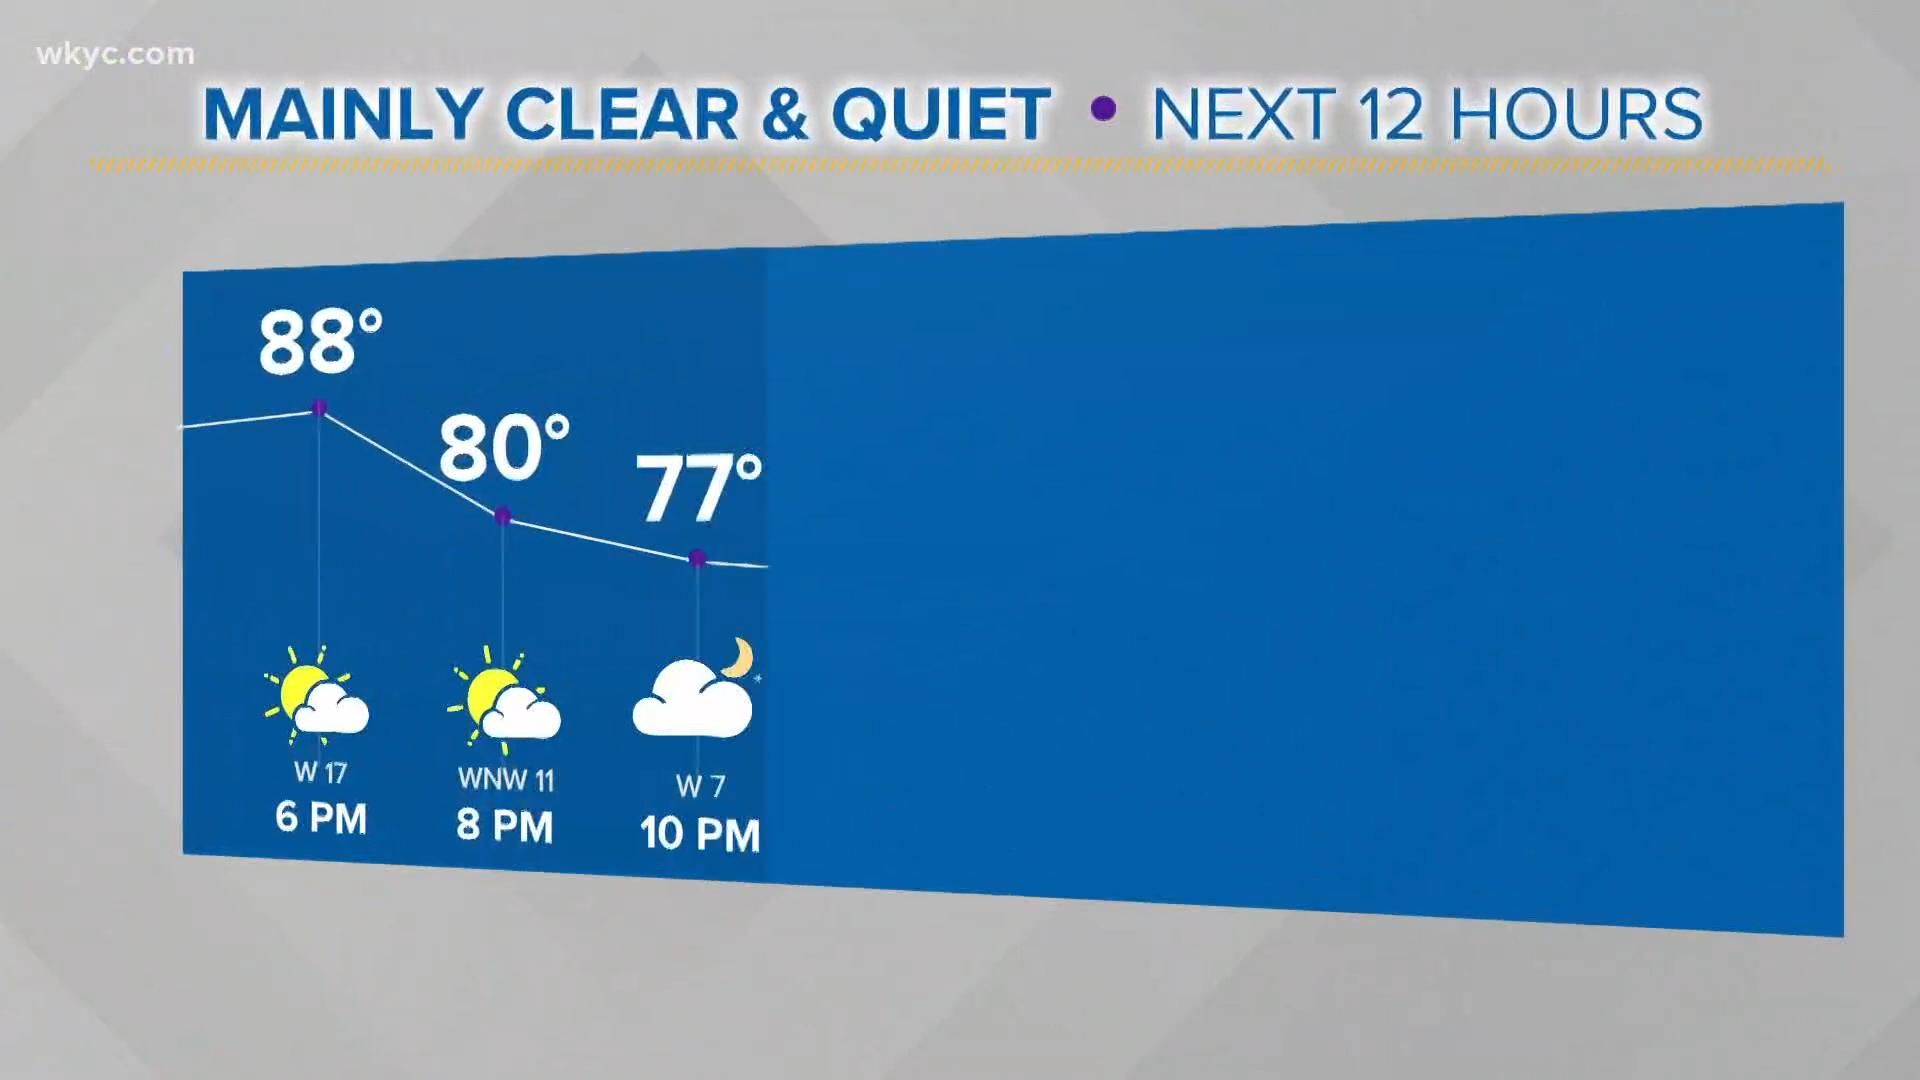 wkyc.com
MAINLY CLEAR & QUIET • NEXT 12 HOURS
88° 80° 77°
W 17 WNW 11 W 7
6 PM 8 PM 10 PM